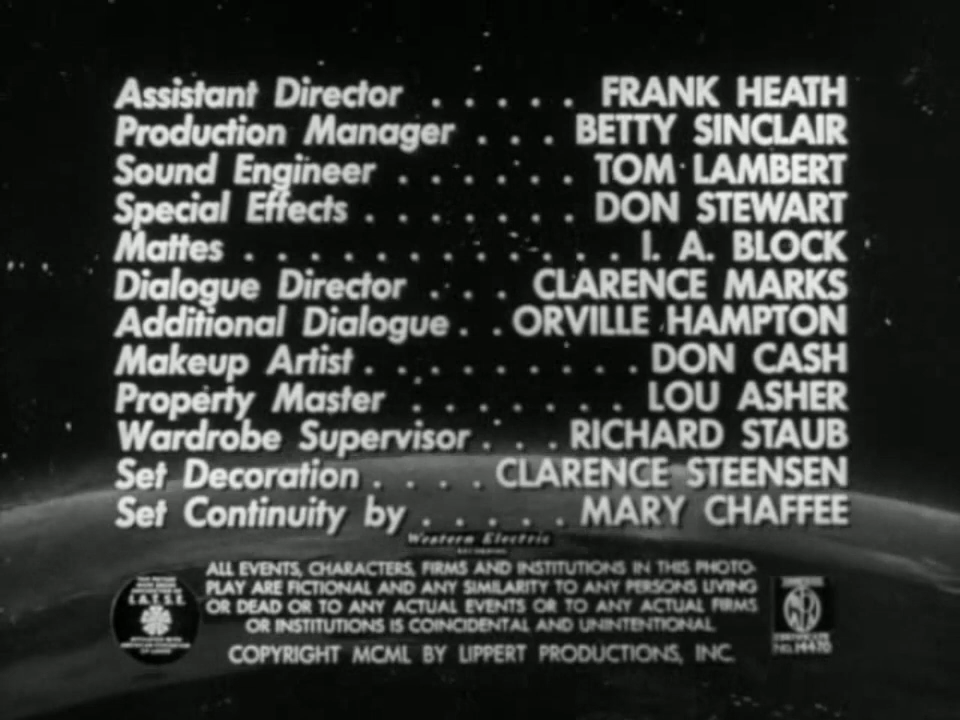 Assistant Director . . . . . FRANK HEATH
Production Manager . . . BETTY SINCLAIR
Sound Engineer . . . . . . TOM LAMBERT
Special Effects . . . . . . . DON STEWART
Mattes . . . . . . . . . . . . . I. A. BLOCK
Dialogue Director . . . CLARENCE MARKS
Additional Dialogue . . ORVILLE HAMPTON
Makeup Artist . . . . . . . . . DON CASH
Property Master . . . . . . . LOU ASHER
Wardrobe Supervisor . . . RICHARD STAUB
Set Decoration . . . . CLARENCE STEENSEN
Set Continuity by . . . . . MARY CHAFFEE
Western Electric
RECORDING
ALL EVENTS, CHARACTERS, FIRMS AND INSTITUTIONS IN THIS PHOTO-
PLAY ARE FICTIONAL AND ANY SIMILARITY TO ANY PERSONS LIVING
OR DEAD OR TO ANY ACTUAL EVENTS OR TO ANY ACTUAL FIRMS
OR INSTITUTIONS IS COINCIDENTAL AND UNINTENTIONAL
COPYRIGHT MCML BY LIPPERT PRODUCTIONS, INC.
I.A.T.S.E.
No. 14470